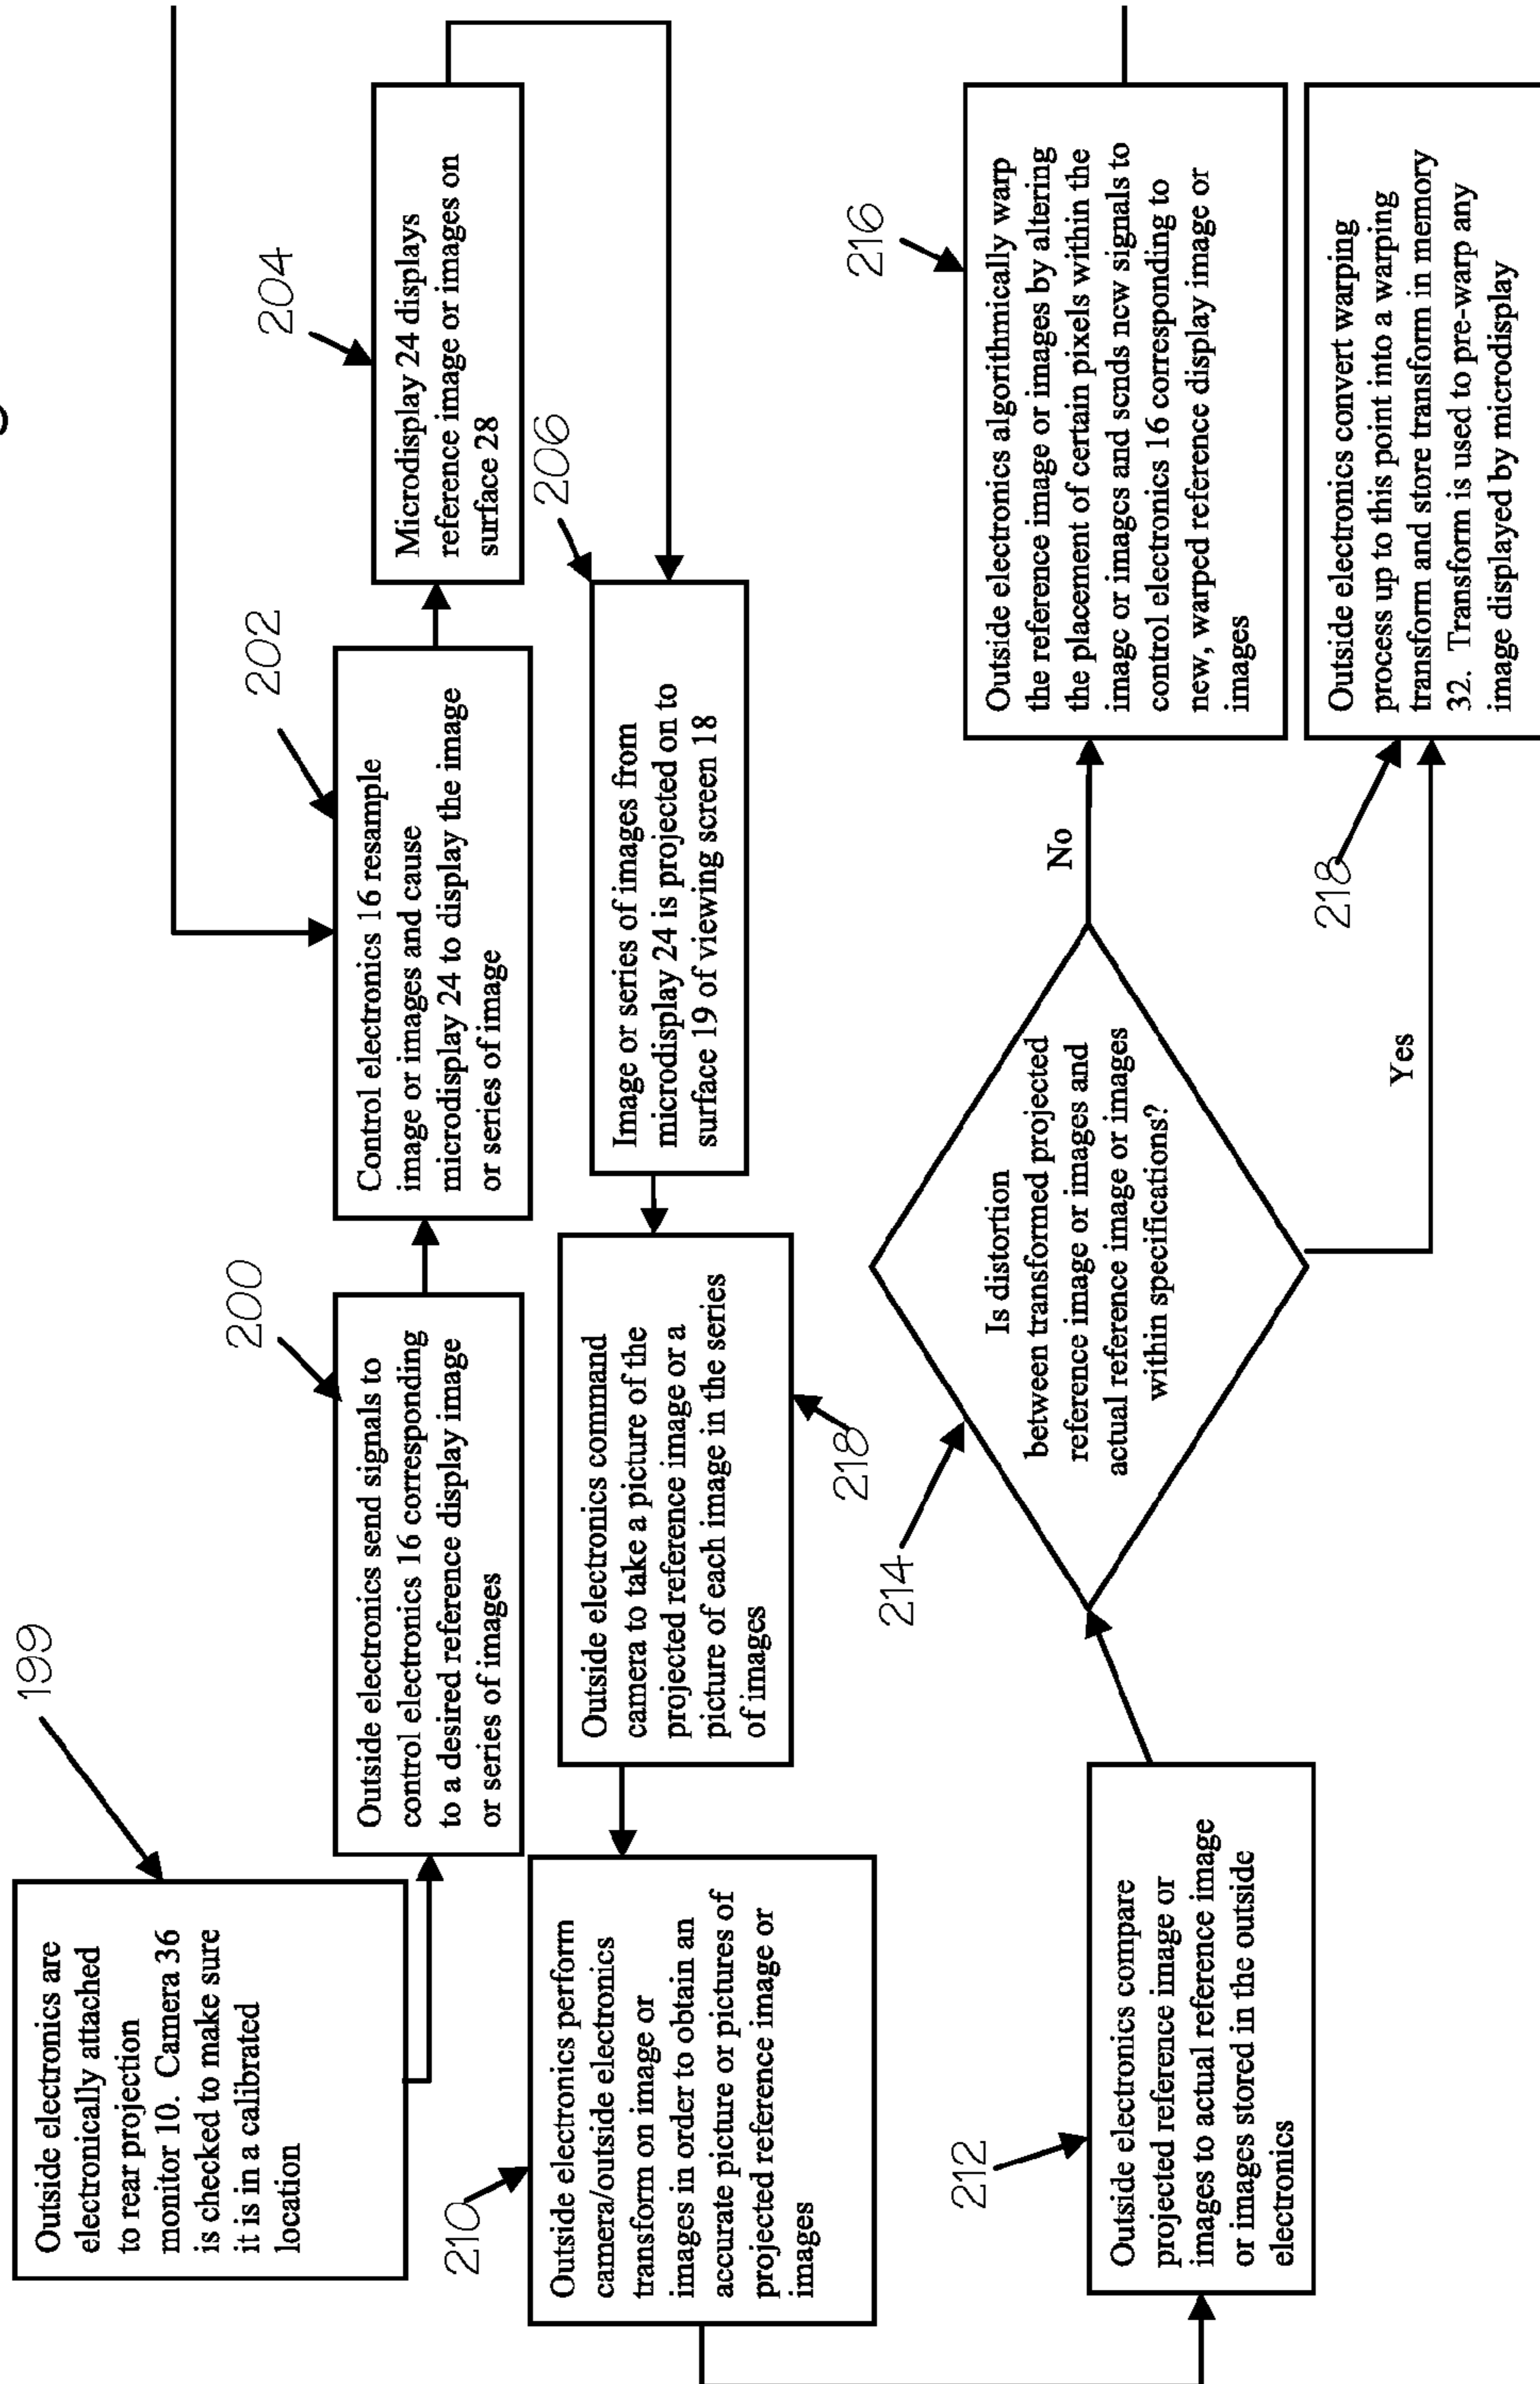 199
Outside electronics are
electronically attached
to rear projection
monitor 10. Camera 36
is checked to make sure
it is in a calibrated
location
200
Outside electronics send signals to
control electronics 16 corresponding
to a desired reference display image
or series of images
202
Control electronics 16 resample
image or images and cause
microdisplay 24 to display the image
or series of image
204
Microdisplay 24 displays
reference image or images on
surface 28
206
Image or series of images from
microdisplay 24 is projected on to
surface 19 of viewing screen 18
218
Outside electronics command
camera to take a picture of the
projected reference image or a
picture of each image in the series
of images
210
Outside electronics perform
camera/outside electronics
transform on image or
images in order to obtain an
accurate picture or pictures of
projected reference image or
images
212
Outside electronics compare
projected reference image or
images to actual reference image
or images stored in the outside
electronics
214
Is distortion
between transformed projected
reference image or images and
actual reference image or images
within specifications?
No
Yes
216
Outside electronics algorithmically warp
the reference image or images by altering
the placement of certain pixels within the
image or images and sends new signals to
control electronics 16 corresponding to
new, warped reference display image or
images
218
Outside electronics convert warping
process up to this point into a warping
transform and store transform in memory
32. Transform is used to pre-warp any
image displayed by microdisplay